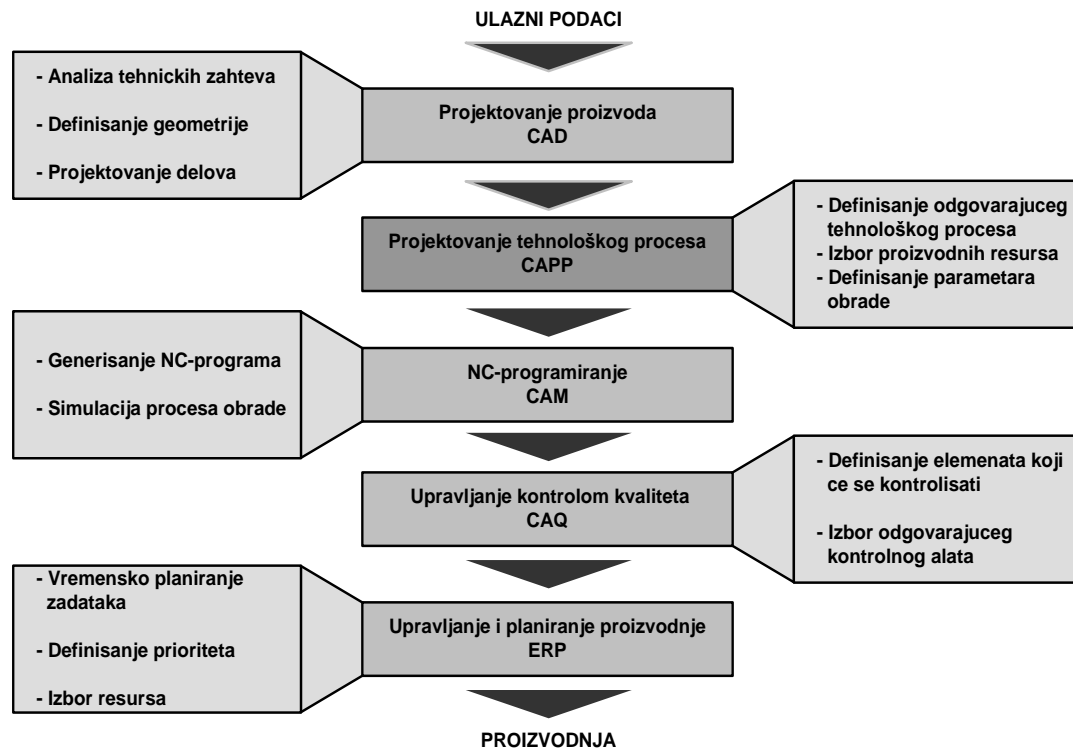 ULAZNI PODACI
- Analiza tehnickih zahteva
- Definisanje geometrije
- Projektovanje delova
Projektovanje proizvoda
CAD
Projektovanje tehnološkog procesa
CAPP
- Definisanje odgovarajuceg
tehnološkog procesa
- Izbor proizvodnih resursa
- Definisanje parametara
obrade
- Generisanje NC-programa
- Simulacija procesa obrade
NC-programiranje
CAM
Upravljanje kontrolom kvaliteta
CAQ
- Definisanje elemenata koji
ce se kontrolisati
- Izbor odgovarajuceg
kontrolnog alata
- Vremensko planiranje
zadataka
- Definisanje prioriteta
- Izbor resursa
Upravljanje i planiranje proizvodnje
ERP
PROIZVODNJA